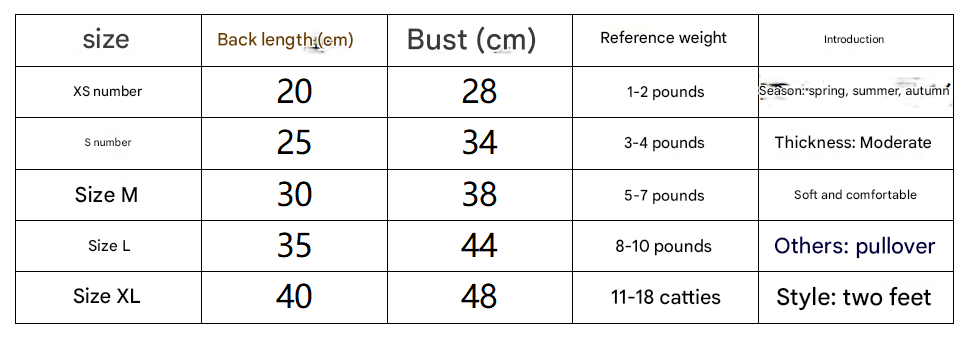 size Back length (cm) Bust (cm) Reference weight Introduction
XS number 20 28 1-2 pounds Season: spring, summer, autumn
S number 25 34 3-4 pounds Thickness: Moderate
Size M 30 38 5-7 pounds Soft and comfortable
Size L 35 44 8-10 pounds Others: pullover
Size XL 40 48 11-18 catties Style: two feet